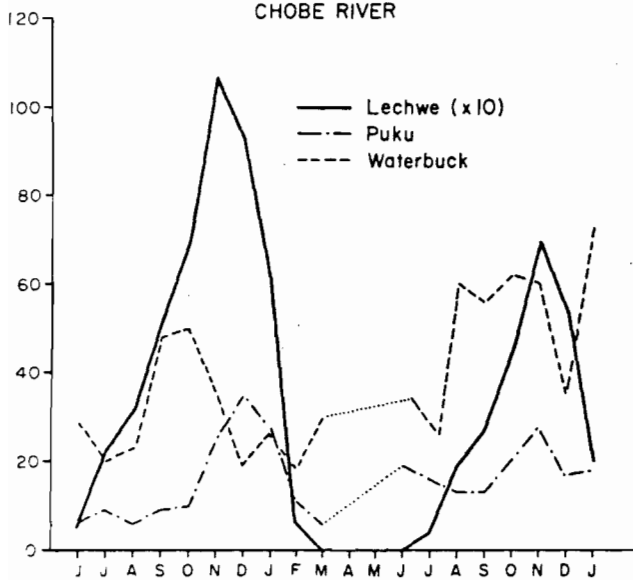 CHOBE RIVER
120
100
80
60
40
20
0
Lechwe (x10)
Puku
Waterbuck
J J A S O N D J F M A M J J A S O N D J